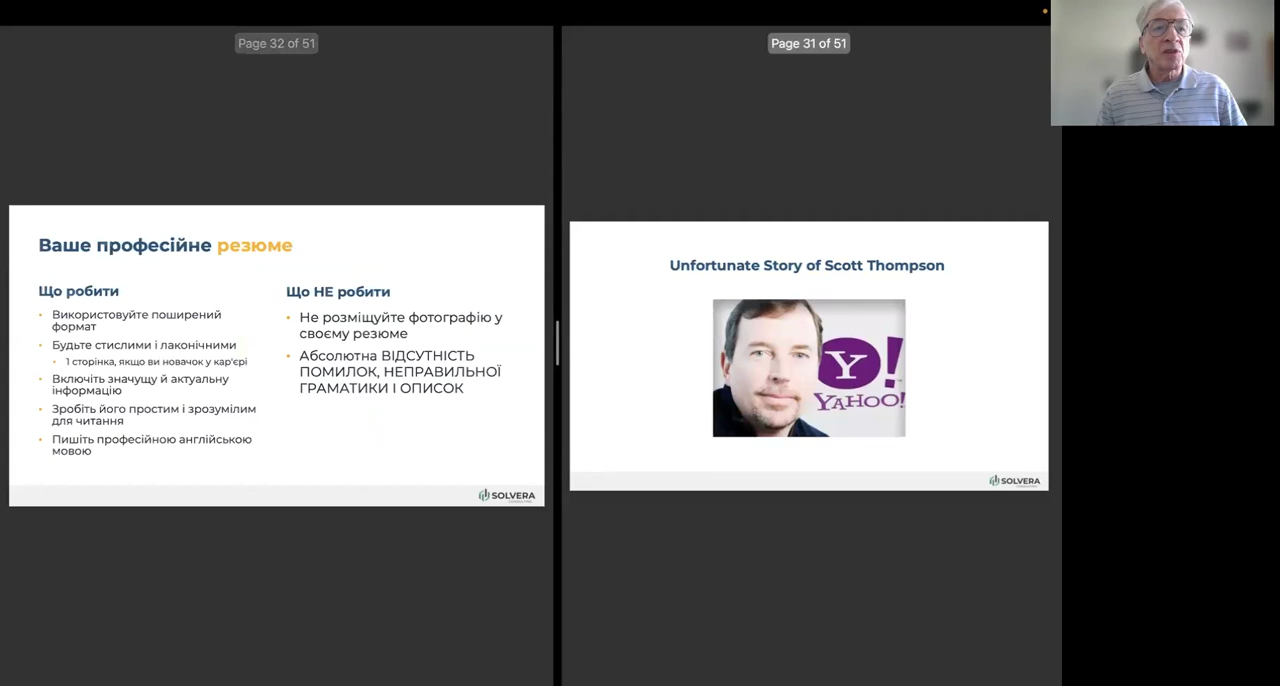 Page 32 of 51
Ваше професійне резюме
Що робити
• Використовуйте поширений
формат
• Будьте стислими і лаконічними
• 1 сторінка, якщо ви новачок у кар'єрі
• Включіть значущу й актуальну
інформацію
• Зробіть його простим і зрозумілим
для читання
• Пишіть професійною англійською
мовою
Що НЕ робити
• Не розміщуйте фотографію у
своєму резюме
• Абсолютна ВІДСУТНІСТЬ
ПОМИЛОК, НЕПРАВИЛЬНОЇ
ГРАМАТИКИ І ОПИСОК
SOLVERA
Page 31 of 51
Unfortunate Story of Scott Thompson
Y!
YAHOO!
SOLVERA